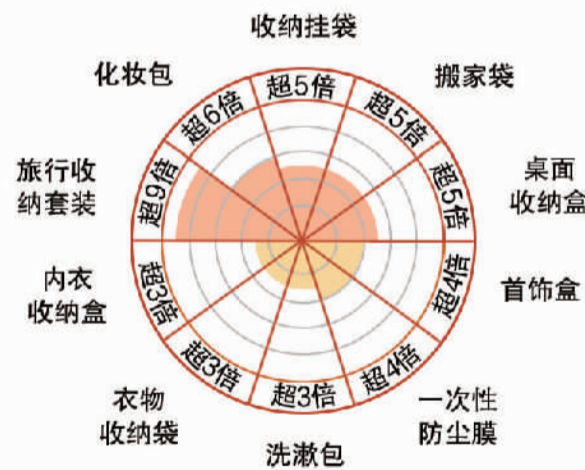 收纳挂袋
化妆包
搬家袋
超5倍
超6倍
超5倍
旅行收
纳套装
超9倍
超5倍
桌面
收纳盒
内衣
收纳盒
超3倍
超4倍
首饰盒
超3倍
超3倍
超4倍
衣物
收纳袋
洗漱包
一次性
防尘膜